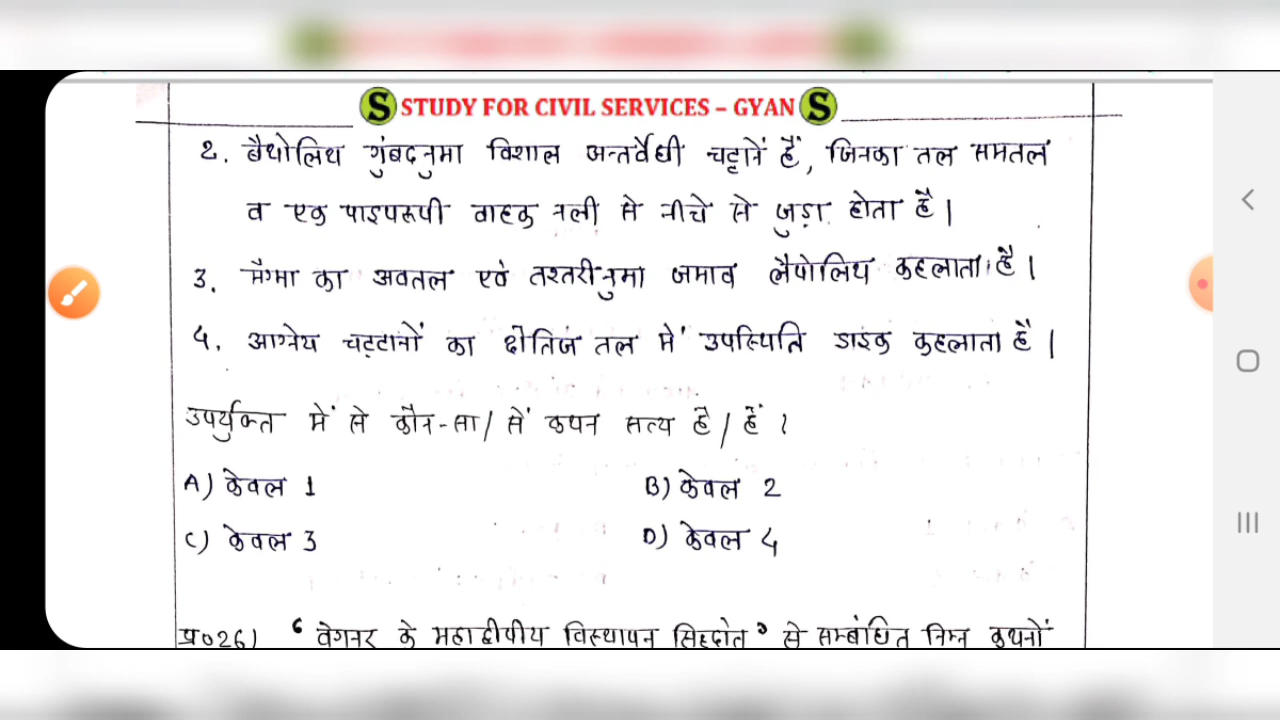 STUDY FOR CIVIL SERVICES – GYAN
2. बैथोलिथ गुंबदनुमा विशाल अन्तर्वेधी चट्टानें हैं, जिनका तल समतल
व एक पाइपरूपी वाहक नली से नीचे से जुड़ा होता है।
3. मैग्मा का अवतल एवं तश्तरीनुमा जमाव लैपोलिथ कहलाता है।
4. आग्नेय चट्टानों का क्षैतिज तल में उपस्थिति डाइक कहलाता है।
उपर्युक्त में से कौन-सा/से कथन सत्य है/हैं?
A) केवल 1 B) केवल 2
C) केवल 3 D) केवल 4
प्र०26) ‘वेगनर के महाद्वीपीय विस्थापन सिद्धांत’ से सम्बंधित निम्न कथनों